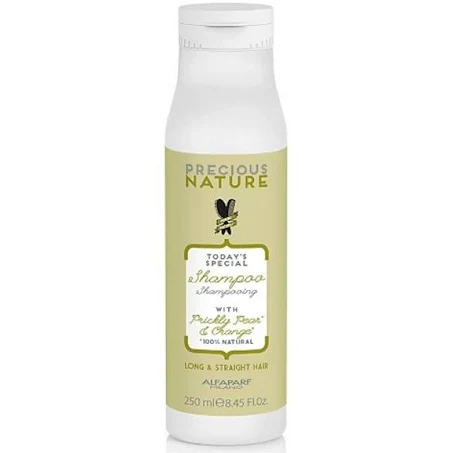 PRECIOUS
NATURE
TODAY'S
SPECIAL
Shampoo
Shampooing
WITH
Prickly Pear*
& Orange*
*100% NATURAL
LONG & STRAIGHT HAIR
ALFAPARF
MILANO
250 ml e 8.45 Fl.Oz.